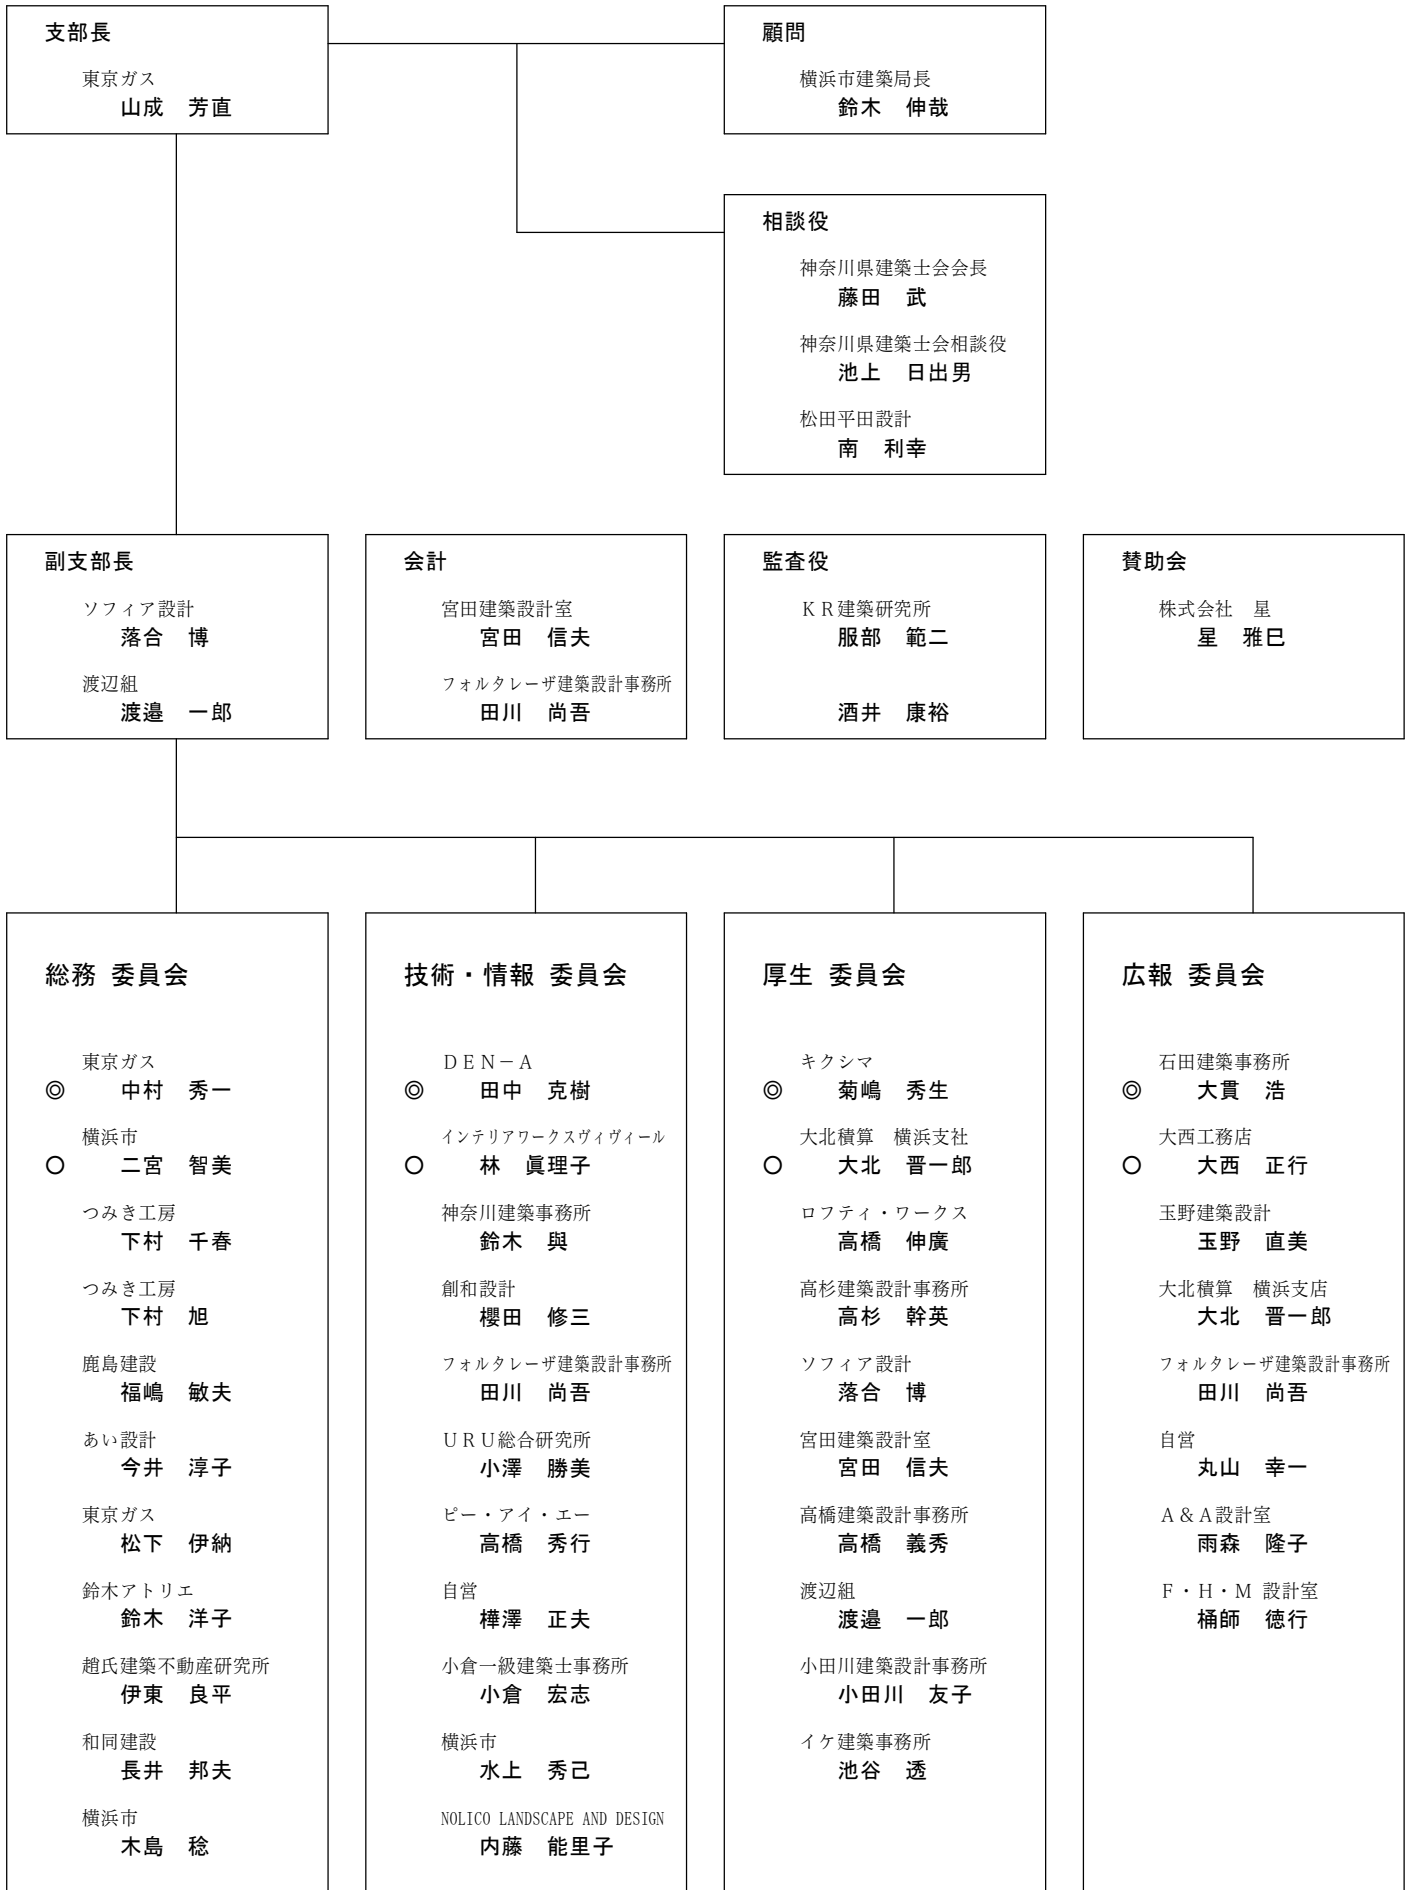 支部長
東京ガス
山成　芳直
顧問
横浜市建築局長
鈴木　伸哉
相談役
神奈川県建築士会会長
藤田　武
神奈川県建築士会相談役
池上　日出男
松田平田設計
南　利幸
副支部長
ソフィア設計
落合　博
渡辺組
渡邉　一郎
会計
宮田建築設計室
宮田　信夫
フォルタレーザ建築設計事務所
田川　尚吾
監査役
ＫＲ建築研究所
服部　範二
酒井　康裕
賛助会
株式会社　星
星　雅巳
総務 委員会
東京ガス
◎ 中村　秀一
横浜市
○ 二宮　智美
つみき工房
下村　千春
つみき工房
下村　旭
鹿島建設
福嶋　敏夫
あい設計
今井　淳子
東京ガス
松下　伊納
鈴木アトリエ
鈴木　洋子
趙氏建築不動産研究所
伊東　良平
和同建設
長井　邦夫
横浜市
木島　稔
技術・情報 委員会
ＤＥＮ－Ａ
◎ 田中　克樹
インテリアワークスヴィヴィール
○ 林　眞理子
神奈川建築事務所
鈴木　與
創和設計
櫻田　修三
フォルタレーザ建築設計事務所
田川　尚吾
ＵＲＵ総合研究所
小澤　勝美
ピー・アイ・エー
高橋　秀行
自営
樺澤　正夫
小倉一級建築士事務所
小倉　宏志
横浜市
水上　秀己
NOLICO LANDSCAPE AND DESIGN
内藤　能里子
厚生 委員会
キクシマ
◎ 菊嶋　秀生
大北積算　横浜支社
○ 大北　晋一郎
ロフティ・ワークス
高橋　伸廣
高杉建築設計事務所
高杉　幹英
ソフィア設計
落合　博
宮田建築設計室
宮田　信夫
高橋建築設計事務所
高橋　義秀
渡辺組
渡邉　一郎
小田川建築設計事務所
小田川　友子
イケ建築事務所
池谷　透
広報 委員会
石田建築事務所
◎ 大貫　浩
大西工務店
○ 大西　正行
玉野建築設計
玉野　直美
大北積算　横浜支店
大北　晋一郎
フォルタレーザ建築設計事務所
田川　尚吾
自営
丸山　幸一
Ａ＆Ａ設計室
雨森　隆子
Ｆ・Ｈ・Ｍ 設計室
桶師　徳行